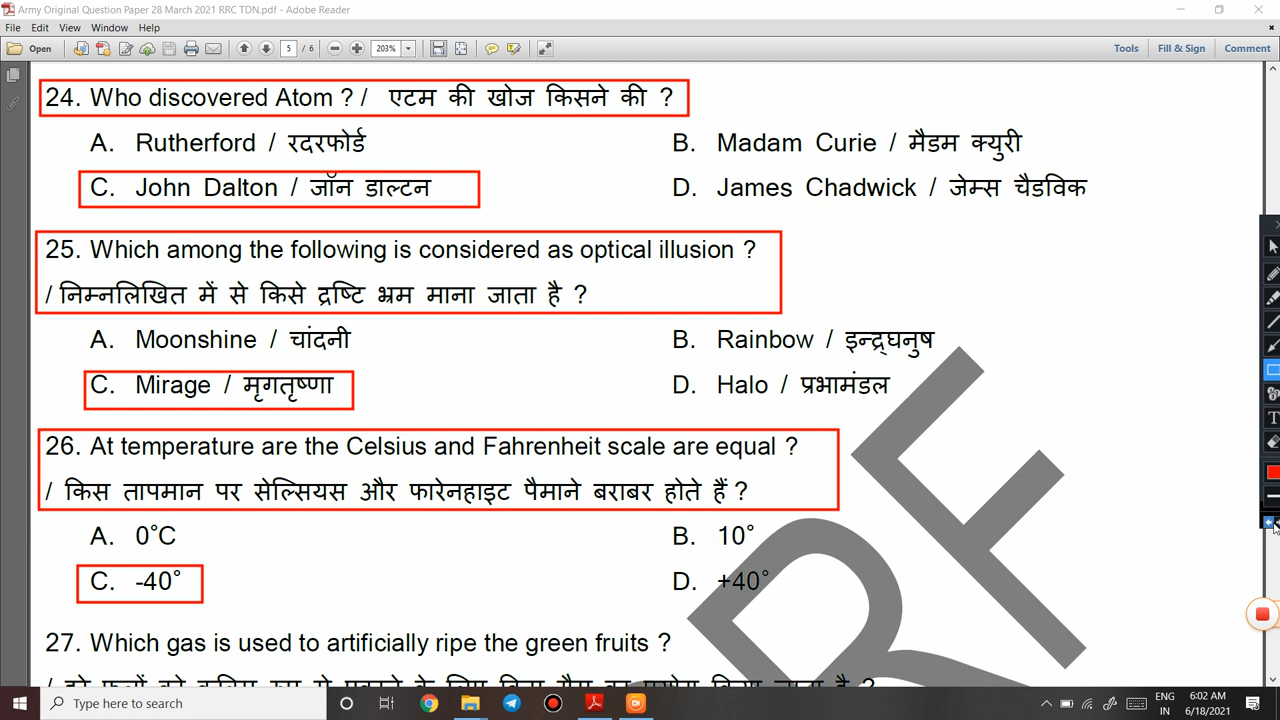 Army Original Question Paper 28 March 2021 RRC TDN.pdf - Adobe Reader
File Edit View Window Help
Open 5 / 6 203% Tools Fill & Sign Comment
24. Who discovered Atom ? / एटम की खोज किसने की ?
A. Rutherford / रदरफोर्ड B. Madam Curie / मैडम क्युरी
C. John Dalton / जॉन डाल्टन D. James Chadwick / जेम्स चैडविक
25. Which among the following is considered as optical illusion ?
/ निम्नलिखित में से किसे द्रष्टि भ्रम माना जाता है ?
A. Moonshine / चांदनी B. Rainbow / इन्द्र्घनुष
C. Mirage / मृगतृष्णा D. Halo / प्रभामंडल
26. At temperature are the Celsius and Fahrenheit scale are equal ?
/ किस तापमान पर सेल्सियस और फारेनहाइट पैमाने बराबर होते हैं ?
A. 0°C B. 10°
C. -40° D. +40°
27. Which gas is used to artificially ripe the green fruits ?
Type here to search
ENG 6:02 AM
IN 6/18/2021